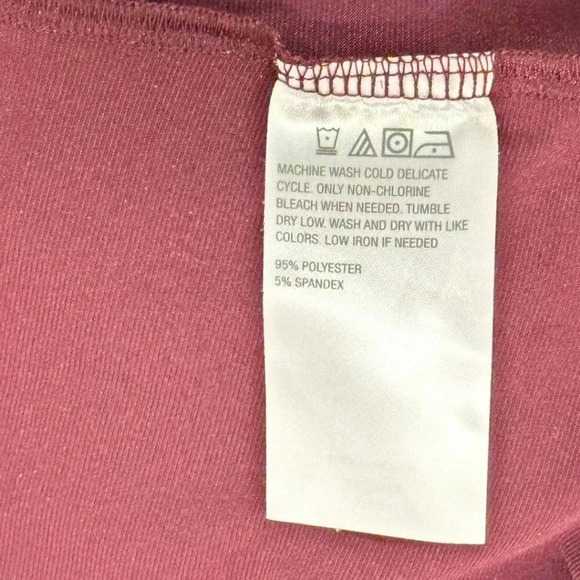 MACHINE WASH COLD DELICATE
CYCLE. ONLY NON-CHLORINE
BLEACH WHEN NEEDED. TUMBLE
DRY LOW. WASH AND DRY WITH LIKE
COLORS. LOW IRON IF NEEDED
95% POLYESTER
5% SPANDEX